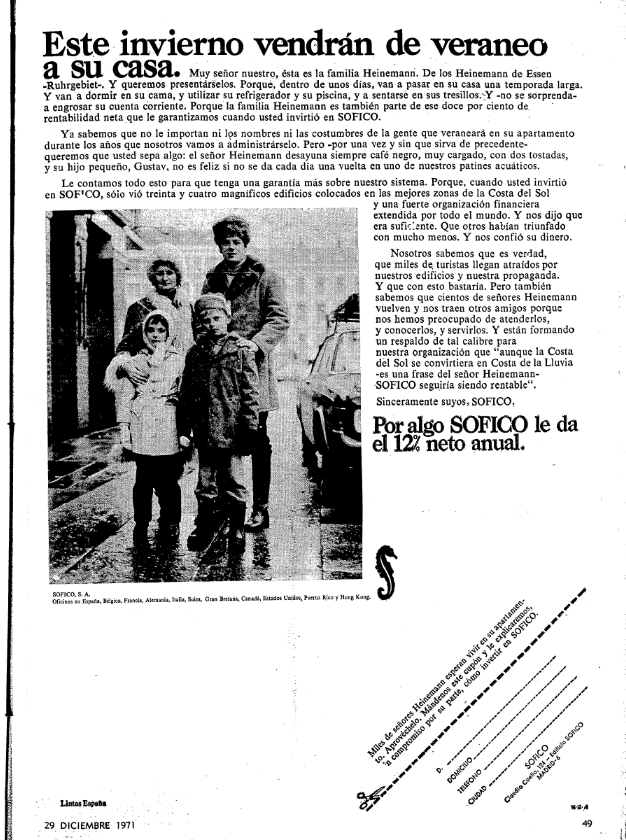 Este invierno vendrán de veraneo
a su casa. Muy señor nuestro, ésta es la familia Heinemann. De los Heinemann de Essen
-Ruhrgebiet-. Y queremos presentárselos. Porque, dentro de unos días, van a pasar en su casa una temporada larga.
Y van a dormir en su cama, y utilizar su refrigerador y su piscina, y a sentarse en sus tresillos. Y -no se sorprenda-
a engrosar su cuenta corriente. Porque la familia Heinemann es también parte de ese doce por ciento de
rentabilidad neta que le garantizamos cuando usted invirtió en SOFICO.
Ya sabemos que no le importan ni los nombres ni las costumbres de la gente que veraneará en su apartamento
durante los años que nosotros vamos a administrárselo. Pero -por una vez y sin que sirva de precedente-
queremos que usted sepa algo: el señor Heinemann desayuna siempre café negro, muy cargado, con dos tostadas,
y su hijo pequeño, Gustav, no es feliz si no se da cada día una vuelta en uno de nuestros patines acuáticos.
Le contamos todo esto para que tenga una garantía más sobre nuestro sistema. Porque, cuando usted invirtió
en SOFICO, sólo vió treinta y cuatro magníficos edificios colocados en las mejores zonas de la Costa del Sol
y una fuerte organización financiera
extendida por todo el mundo. Y nos dijo que
era suficiente. Que otros habían triunfado
con mucho menos. Y nos confió su dinero.
Nosotros sabemos que es verdad,
que miles de turistas llegan atraídos por
nuestros edificios y nuestra propaganda.
Y que con esto bastaría. Pero también
sabemos que cientos de señores Heinemann
vuelven y nos traen otros amigos porque
nos hemos preocupado de atenderlos,
y conocerlos, y servirlos. Y están formando
un respaldo de tal calibre para
nuestra organización que "aunque la Costa
del Sol se convirtiera en Costa de la Lluvia
-es una frase del señor Heinemann-
SOFICO seguiría siendo rentable".
Sinceramente suyos, SOFICO.
Por algo SOFICO le da
el 12% neto anual.
SOFICO, S. A.
Oficinas en España, Bélgica, Francia, Alemania, Italia, Suiza, Gran Bretaña, Canadá, Estados Unidos, Puerto Rico y Hong Kong.
Miles de señores Heinemann esperan vivir en su apartamen-
to. Aprovéchelo. Mándenos este cupón y le explicaremos,
a compromiso por su parte, cómo invertir en SOFICO.
D.
DOMICILIO
TELEFONO
CIUDAD
SOFICO
Claudio Coello, 124 - Edificio SOFICO
MADRID-6
Lintas España
29 DICIEMBRE 1971
49